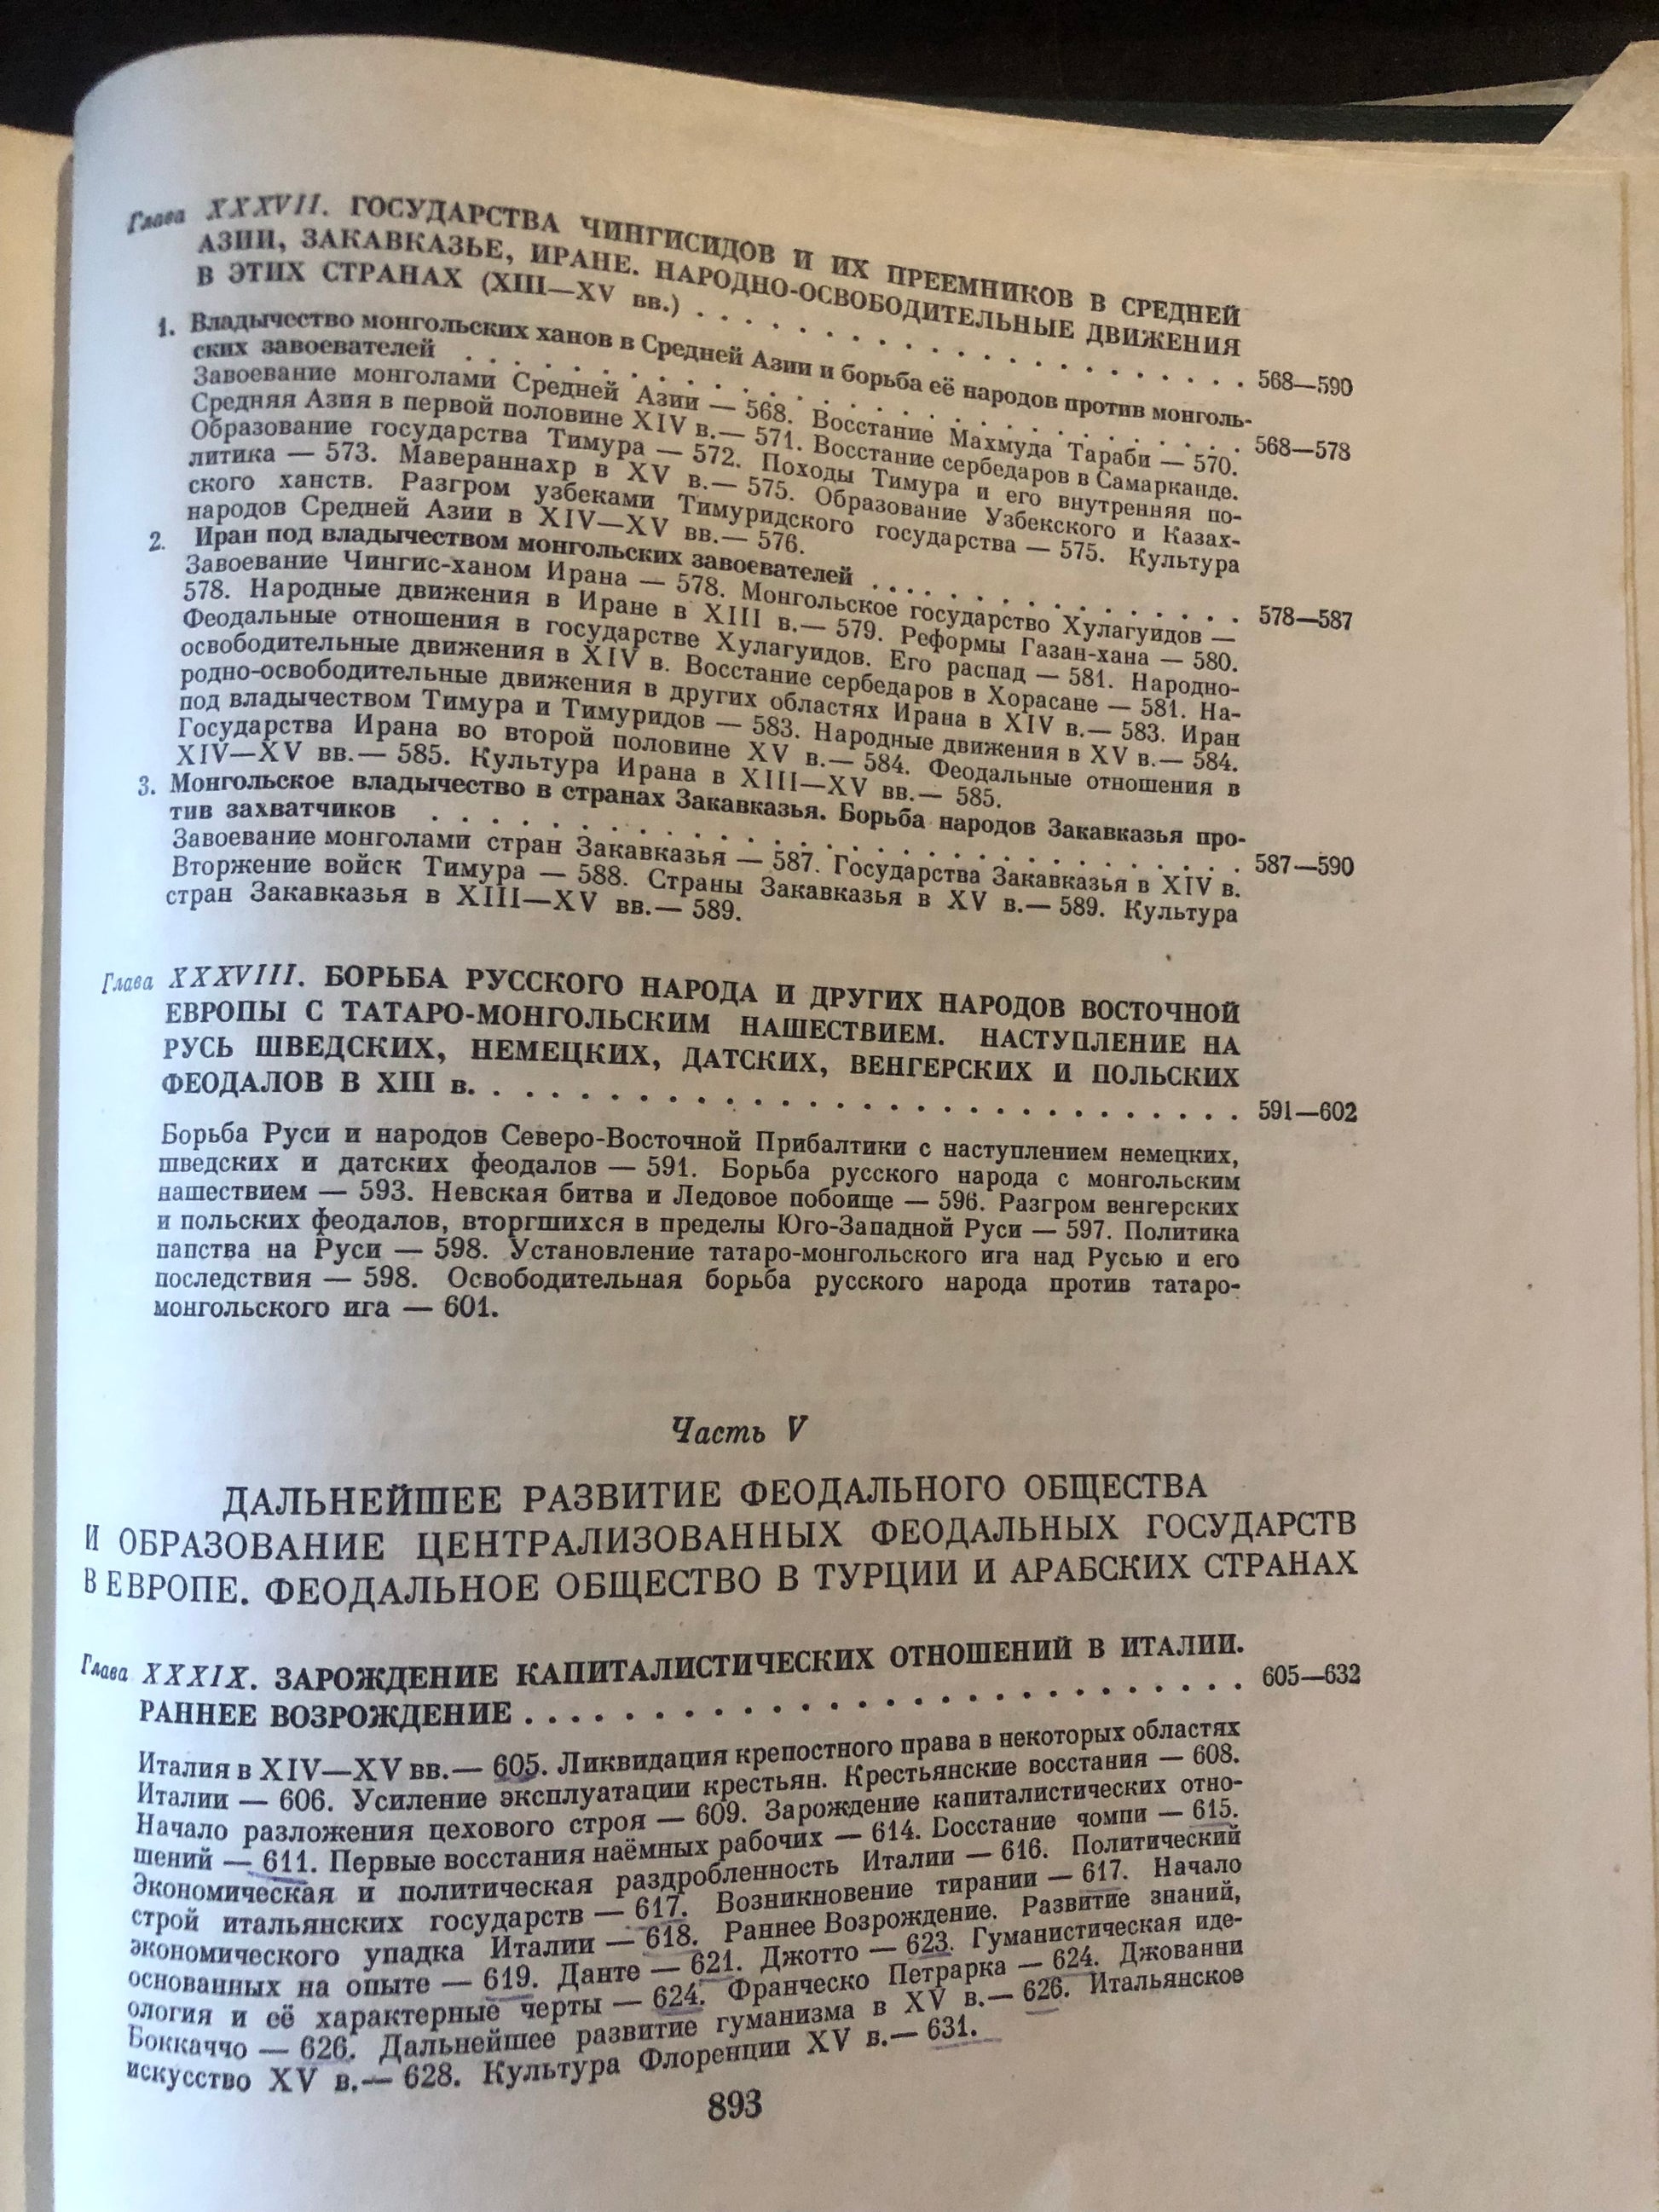 Глава XXXVII. ГОСУДАРСТВА ЧИНГИСИДОВ И ИХ ПРЕЕМНИКОВ В СРЕДНЕЙ
АЗИИ, ЗАКАВКАЗЬЕ, ИРАНЕ. НАРОДНО-ОСВОБОДИТЕЛЬНЫЕ ДВИЖЕНИЯ
В ЭТИХ СТРАНАХ (XIII—XV вв.) . . . . . . . . . . . . . . . . . . . 568—590
1. Владычество монгольских ханов в Средней Азии и борьба её народов против монголь-
ских завоевателей . . . . . . . . . . . . . . . . . . . . . . . 568—578
Завоевание монголами Средней Азии — 568. Восстание Махмуда Тараби — 570.
Средняя Азия в первой половине XIV в.— 571. Восстание сербедаров в Самарканде.
Образование государства Тимура — 572. Походы Тимура и его внутренняя по-
литика — 573. Мавераннахр в XV в.— 575. Образование Узбекского и Казах-
ского ханств. Разгром узбеками Тимуридского государства — 575. Культура
народов Средней Азии в XIV—XV вв.— 576.
2. Иран под владычеством монгольских завоевателей . . . . . . . . . . . . . . . 578—587
Завоевание Чингис-ханом Ирана — 578. Монгольское государство Хулагуидов —
578. Народные движения в Иране в XIII в.— 579. Реформы Газан-хана — 580.
Феодальные отношения в государстве Хулагуидов. Его распад — 581. Народно-
освободительные движения в XIV в. Восстание сербедаров в Хорасане — 581. На-
родно-освободительные движения в других областях Ирана в XIV в.— 583. Иран
под владычеством Тимура и Тимуридов — 583. Народные движения в XV в.— 584.
Государства Ирана во второй половине XV в.— 584. Феодальные отношения в
XIV—XV вв.— 585. Культура Ирана в XIII—XV вв.— 585.
3. Монгольское владычество в странах Закавказья. Борьба народов Закавказья про-
тив захватчиков . . . . . . . . . . . . . . . . . . . . . . . . 587—590
Завоевание монголами стран Закавказья — 587. Государства Закавказья в XIV в.
Вторжение войск Тимура — 588. Страны Закавказья в XV в.— 589. Культура
стран Закавказья в XIII—XV вв.— 589.
Глава XXXVIII. БОРЬБА РУССКОГО НАРОДА И ДРУГИХ НАРОДОВ ВОСТОЧНОЙ
ЕВРОПЫ С ТАТАРО-МОНГОЛЬСКИМ НАШЕСТВИЕМ. НАСТУПЛЕНИЕ НА
РУСЬ ШВЕДСКИХ, НЕМЕЦКИХ, ДАТСКИХ, ВЕНГЕРСКИХ И ПОЛЬСКИХ
ФЕОДАЛОВ В XIII в. . . . . . . . . . . . . . . . . . . . . . . . . . . 591—602
Борьба Руси и народов Северо-Восточной Прибалтики с наступлением немецких,
шведских и датских феодалов — 591. Борьба русского народа с монгольским
нашествием — 593. Невская битва и Ледовое побоище — 596. Разгром венгерских
и польских феодалов, вторгшихся в пределы Юго-Западной Руси — 597. Политика
папства на Руси — 598. Установление татаро-монгольского ига над Русью и его
последствия — 598. Освободительная борьба русского народа против татаро-
монгольского ига — 601.
Часть V
ДАЛЬНЕЙШЕЕ РАЗВИТИЕ ФЕОДАЛЬНОГО ОБЩЕСТВА
И ОБРАЗОВАНИЕ ЦЕНТРАЛИЗОВАННЫХ ФЕОДАЛЬНЫХ ГОСУДАРСТВ
В ЕВРОПЕ. ФЕОДАЛЬНОЕ ОБЩЕСТВО В ТУРЦИИ И АРАБСКИХ СТРАНАХ
Глава XXXIX. ЗАРОЖДЕНИЕ КАПИТАЛИСТИЧЕСКИХ ОТНОШЕНИЙ В ИТАЛИИ.
РАННЕЕ ВОЗРОЖДЕНИЕ . . . . . . . . . . . . . . . . . . . . . . . . 605—632
Италия в XIV—XV вв.— 605. Ликвидация крепостного права в некоторых областях
Италии — 606. Усиление эксплуатации крестьян. Крестьянские восстания — 608.
Начало разложения цехового строя — 609. Зарождение капиталистических отно-
шений — 611. Первые восстания наёмных рабочих — 614. Восстание чомпи — 615.
Экономическая и политическая раздробленность Италии — 616. Политический
строй итальянских государств — 617. Возникновение тирании — 617. Начало
экономического упадка Италии — 618. Раннее Возрождение. Развитие знаний,
основанных на опыте — 619. Данте — 621. Джотто — 623. Гуманистическая иде-
ология и её характерные черты — 624. Франческо Петрарка — 624. Джованни
Боккаччо — 626. Дальнейшее развитие гуманизма в XV в.— 626. Итальянское
искусство XV в.— 628. Культура Флоренции XV в.— 631.
893